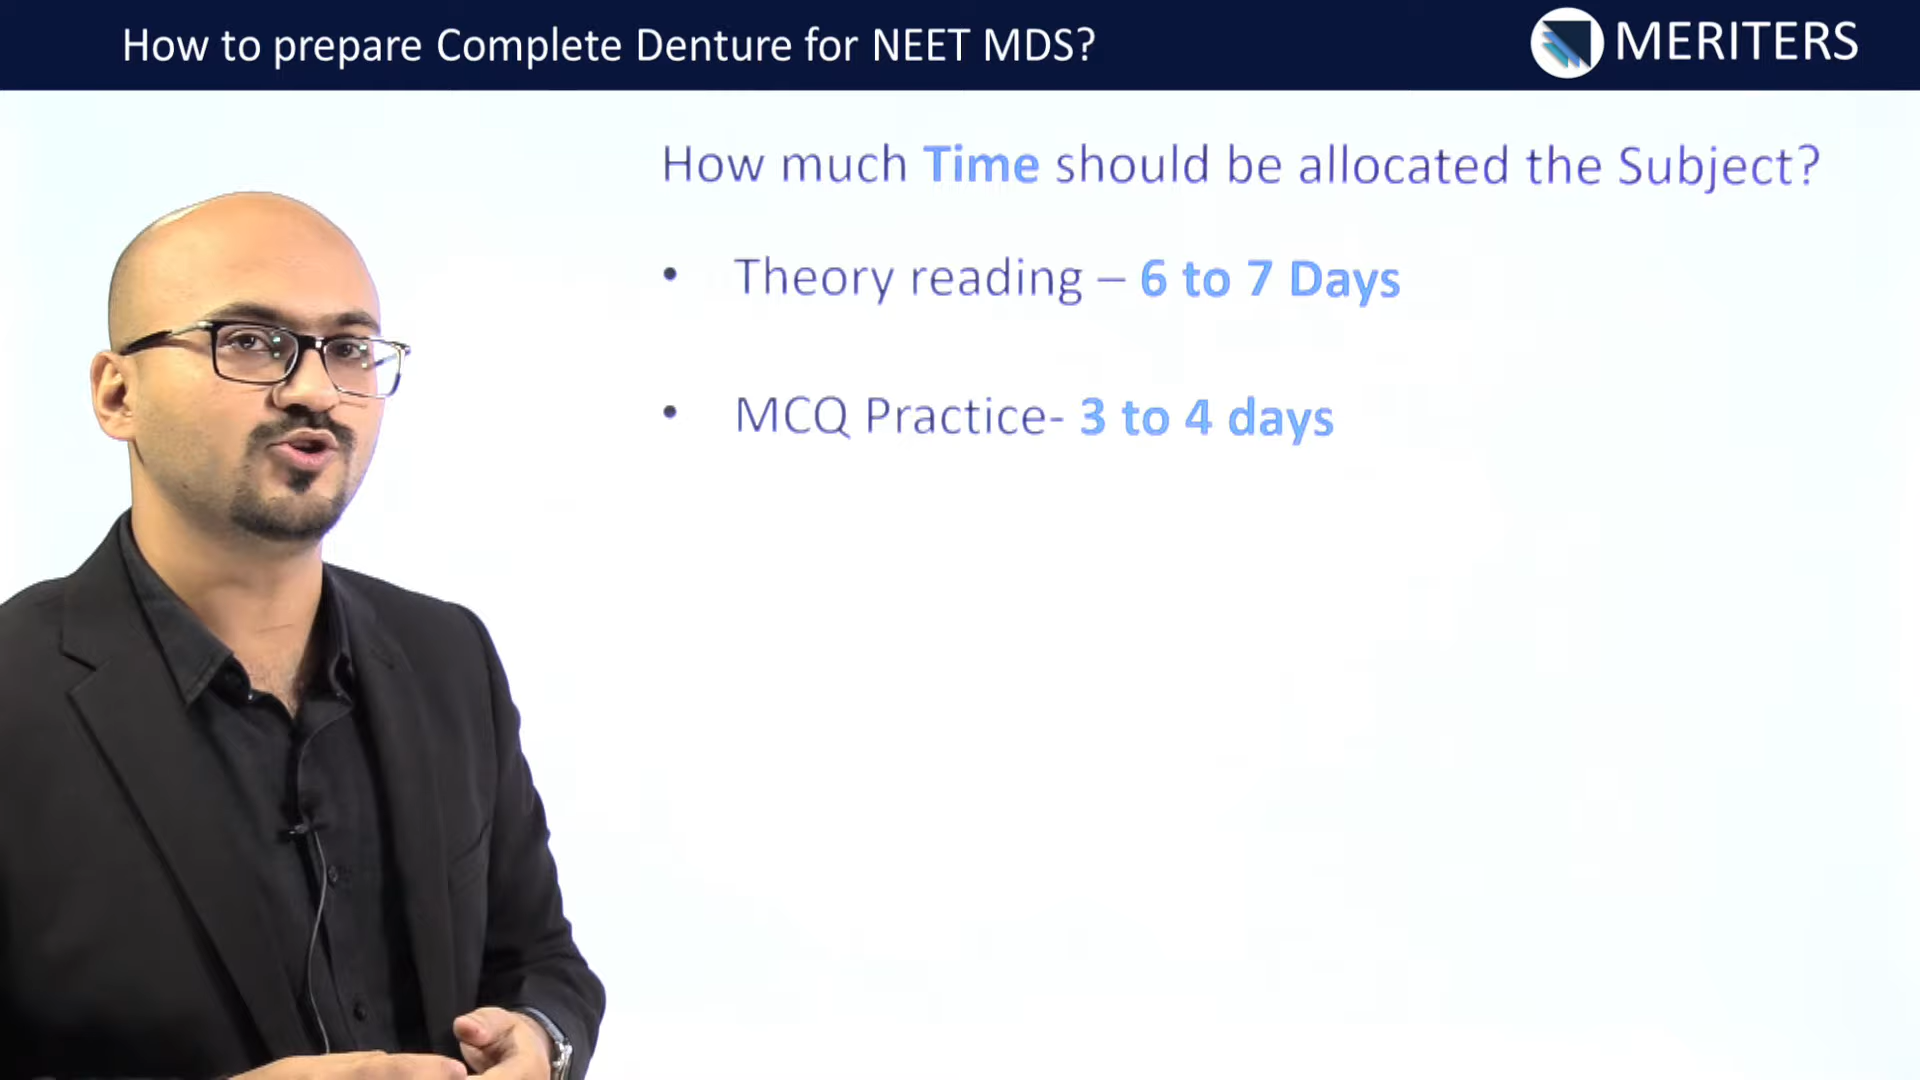 How to prepare Complete Denture for NEET MDS?
MERITERS
How much Time should be allocated the Subject?
• Theory reading – 6 to 7 Days
• MCQ Practice- 3 to 4 days